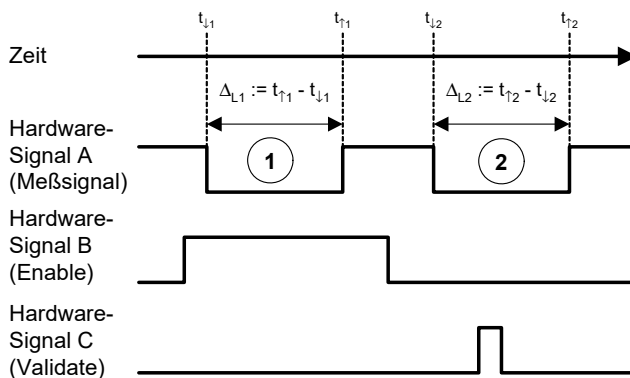 t↓1 t↑1 t↓2 t↑2
Zeit
ΔL1 := t↑1 - t↓1 ΔL2 := t↑2 - t↓2
Hardware-
Signal A
(Meßsignal)
1 2
Hardware-
Signal B
(Enable)
Hardware-
Signal C
(Validate)